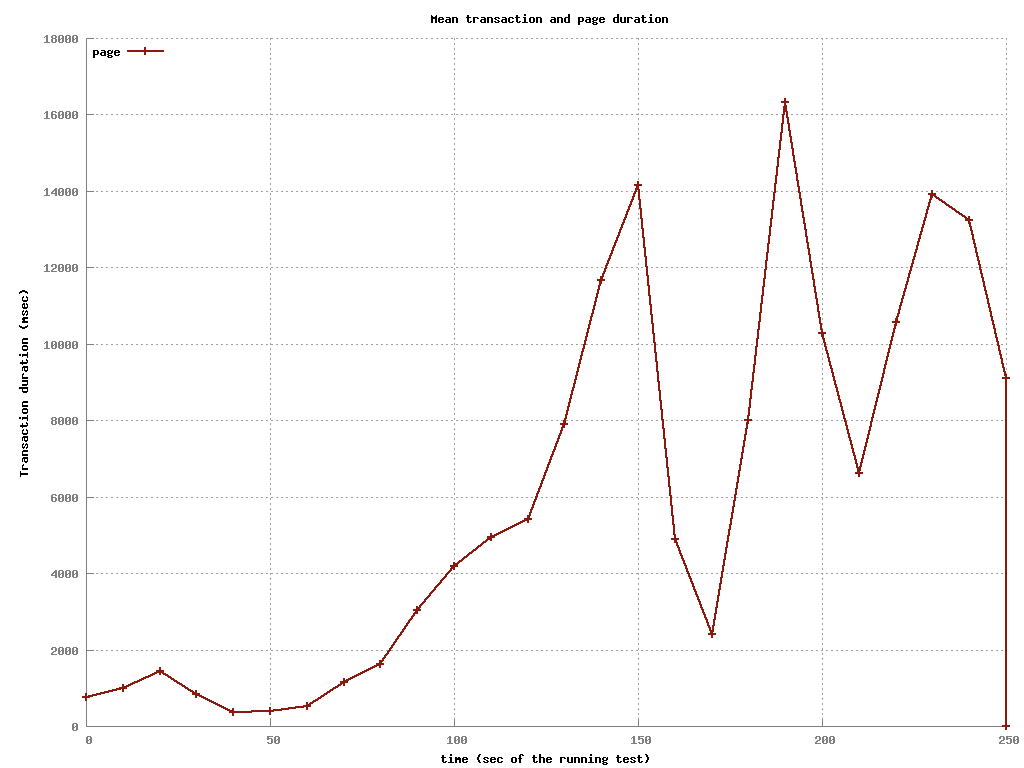 Mean transaction and page duration
page
18000
16000
14000
12000
10000
8000
6000
4000
2000
0
Transaction duration (msec)
0 50 100 150 200 250
time (sec of the running test)